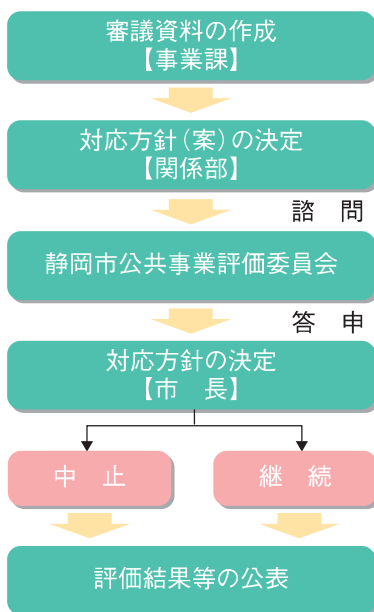 審議資料の作成
【事業課】
対応方針(案)の決定
【関係部】
諮　問
静岡市公共事業評価委員会
答　申
対応方針の決定
【市　長】
中　止
継　続
評価結果等の公表